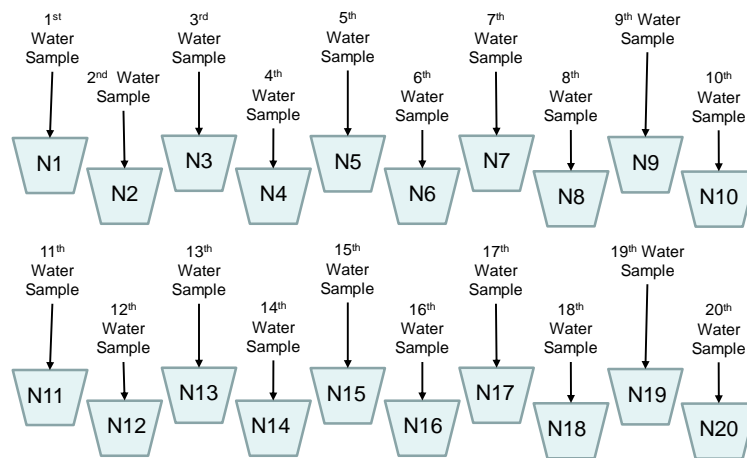 1st
Water
Sample
2nd Water
Sample
3rd
Water
Sample
4th
Water
Sample
5th
Water
Sample
6th
Water
Sample
7th
Water
Sample
8th
Water
Sample
9th Water
Sample
10th
Water
Sample
N1
N2
N3
N4
N5
N6
N7
N8
N9
N10
11th
Water
Sample
12th
Water
Sample
13th
Water
Sample
14th
Water
Sample
15th
Water
Sample
16th
Water
Sample
17th
Water
Sample
18th
Water
Sample
19th Water
Sample
20th
Water
Sample
N11
N12
N13
N14
N15
N16
N17
N18
N19
N20